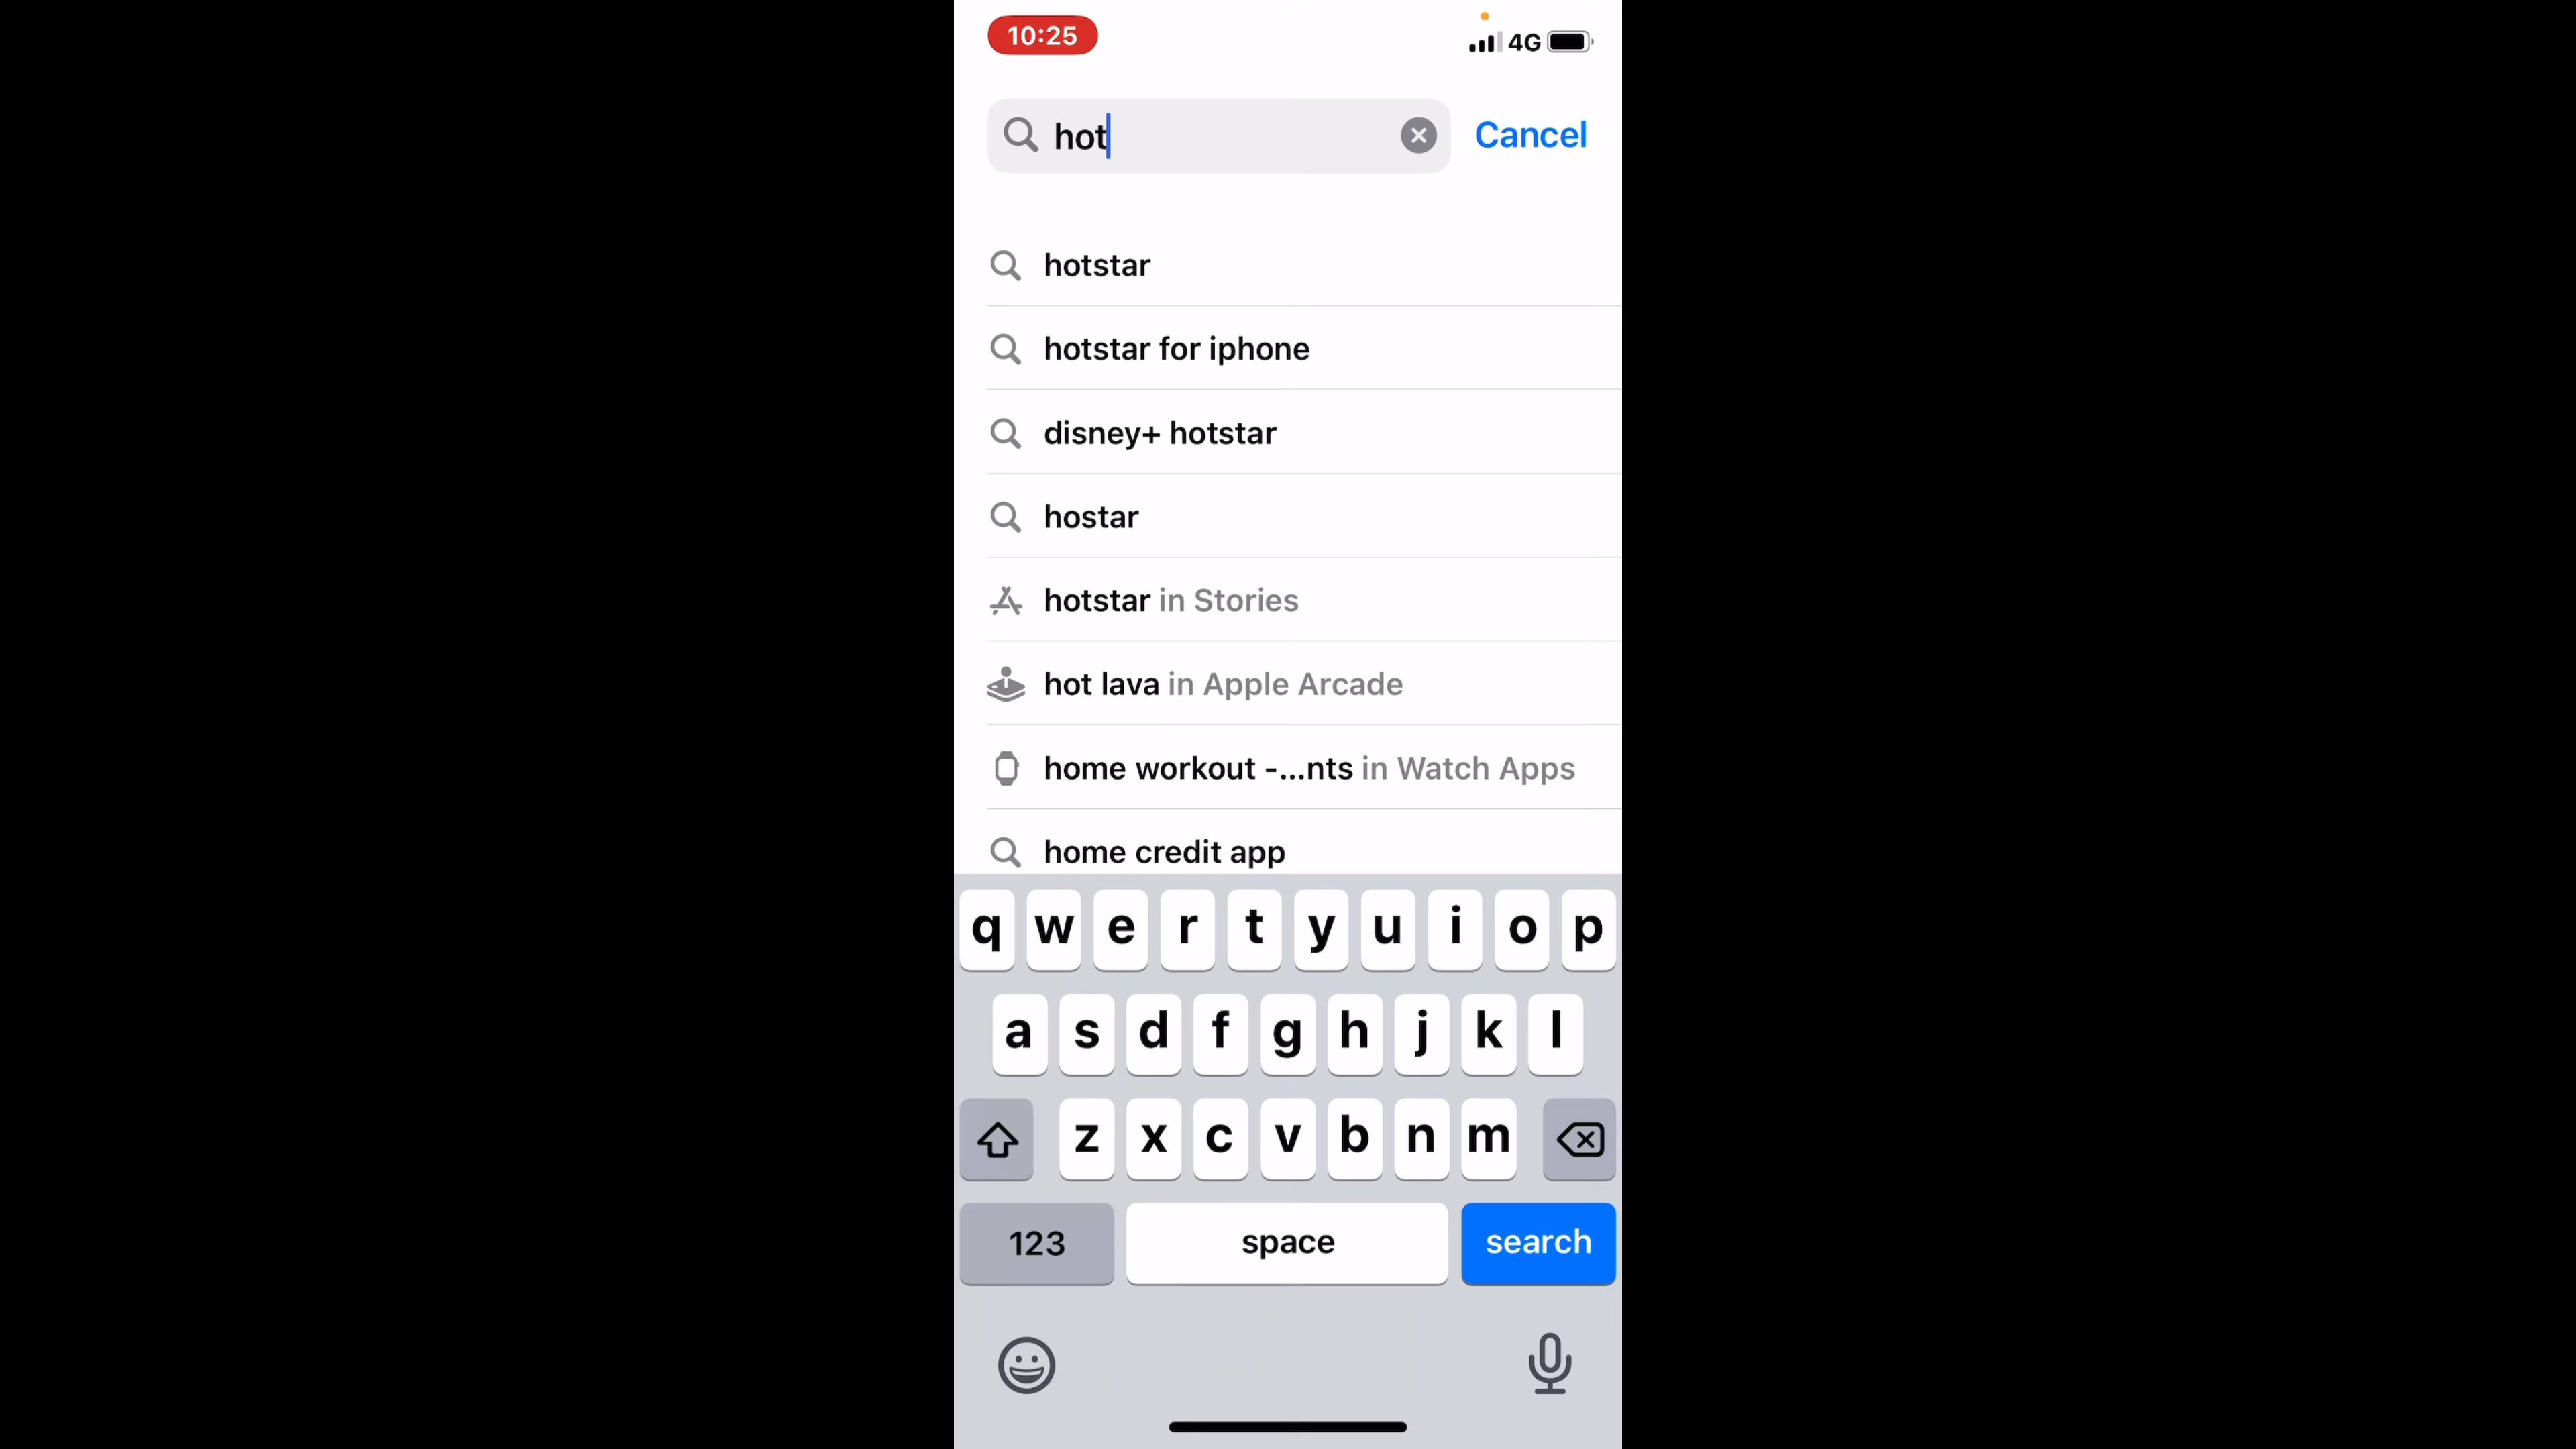 10:25
4G
hot
Cancel
hotstar
hotstar for iphone
disney+ hotstar
hostar
hotstar in Stories
hot lava in Apple Arcade
home workout -...nts in Watch Apps
home credit app
q w e r t y u i o p
a s d f g h j k l
z x c v b n m
123 space search